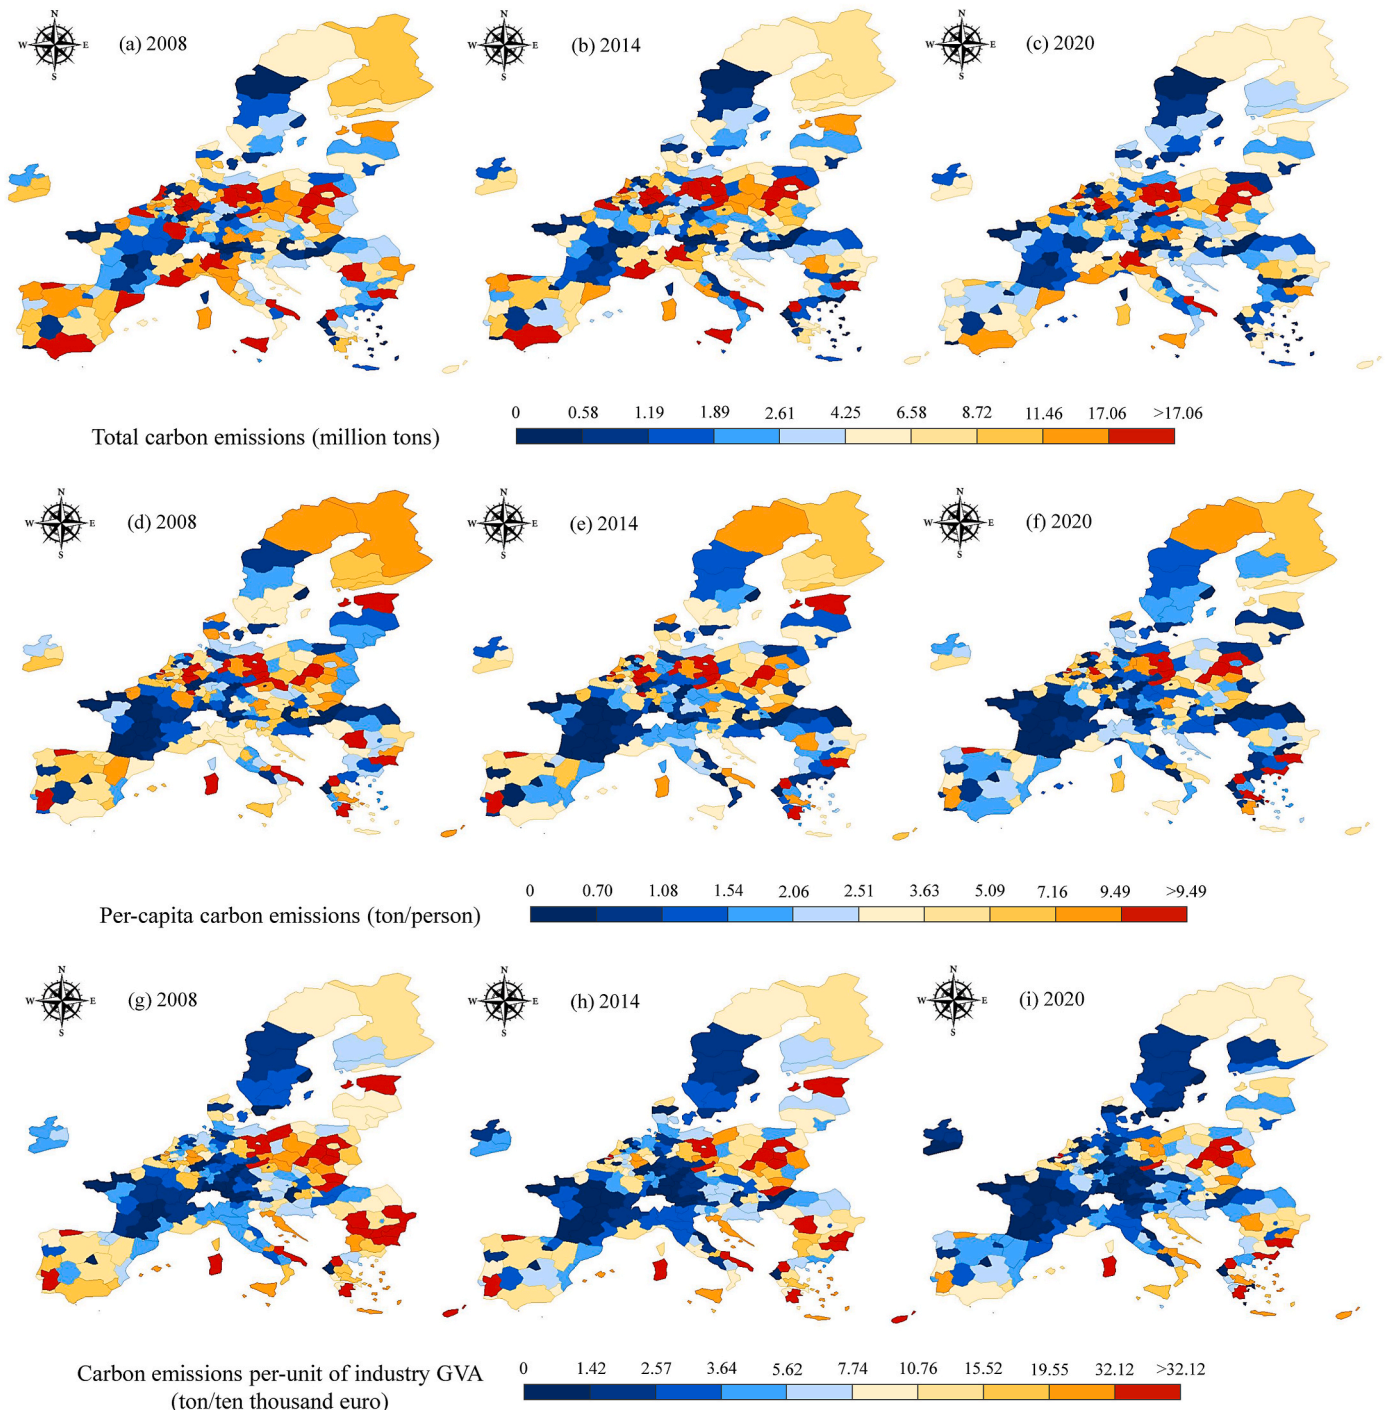 N
W E
S
(a) 2008
N
W E
S
(b) 2014
N
W E
S
(c) 2020
0 0.58 1.19 1.89 2.61 4.25 6.58 8.72 11.46 17.06 >17.06
Total carbon emissions (million tons)
N
W E
S
(d) 2008
N
W E
S
(e) 2014
N
W E
S
(f) 2020
0 0.70 1.08 1.54 2.06 2.51 3.63 5.09 7.16 9.49 >9.49
Per-capita carbon emissions (ton/person)
N
W E
S
(g) 2008
N
W E
S
(h) 2014
N
W E
S
(i) 2020
0 1.42 2.57 3.64 5.62 7.74 10.76 15.52 19.55 32.12 >32.12
Carbon emissions per-unit of industry GVA
(ton/ten thousand euro)